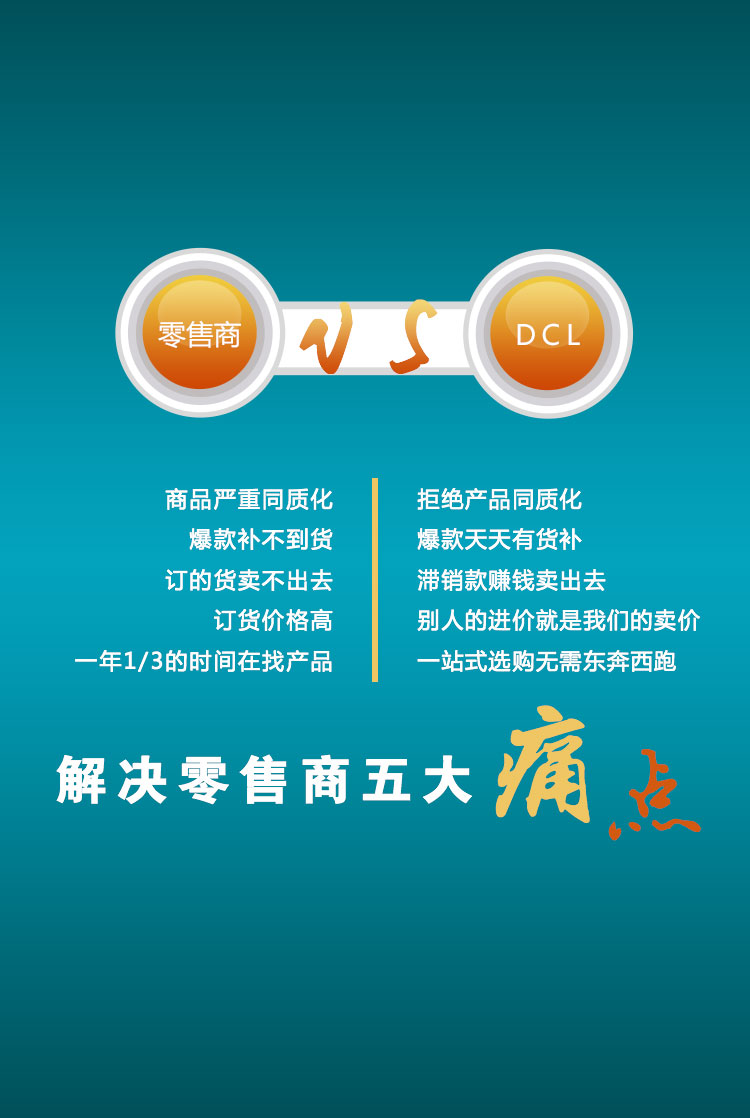 零售商 VS DCL
商品严重同质化
爆款补不到货
订的货卖不出去
订货价格高
一年1/3的时间在找产品
拒绝产品同质化
爆款天天有货补
滞销款赚钱卖出去
别人的进价就是我们的卖价
一站式选购无需东奔西跑
解决零售商五大痛点